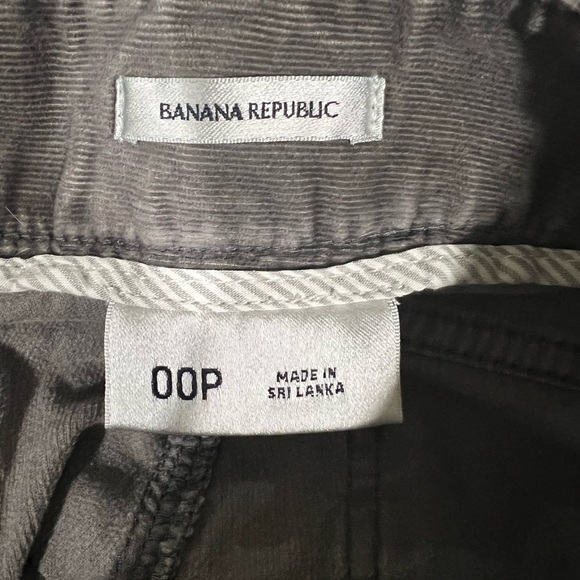 BANANA REPUBLIC
00P
MADE IN
SRI LANKA